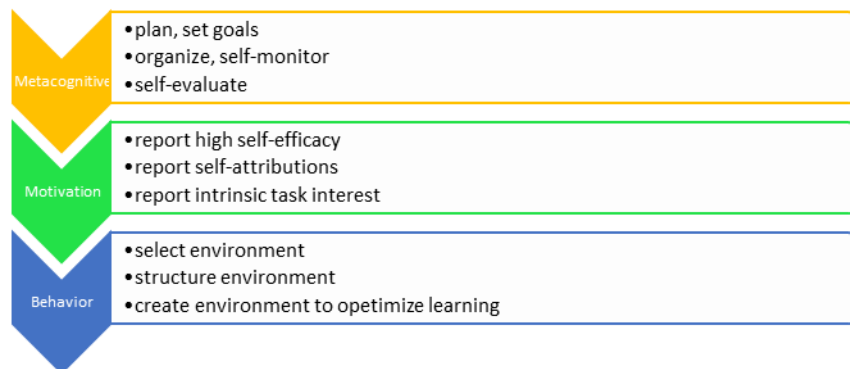 Metacognitive
•plan, set goals
•organize, self-monitor
•self-evaluate
Motivation
•report high self-efficacy
•report self-attributions
•report intrinsic task interest
Behavior
•select environment
•structure environment
•create environment to opetimize learning